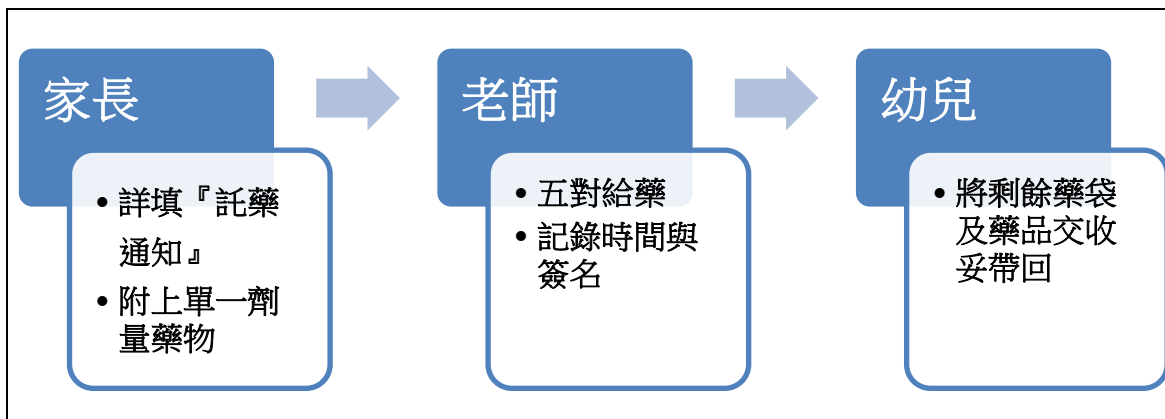 家長
• 詳填『託藥
通知』
• 附上單一劑
量藥物
老師
• 五對給藥
• 記錄時間與
簽名
幼兒
• 將剩餘藥袋
及藥品交收
妥帶回